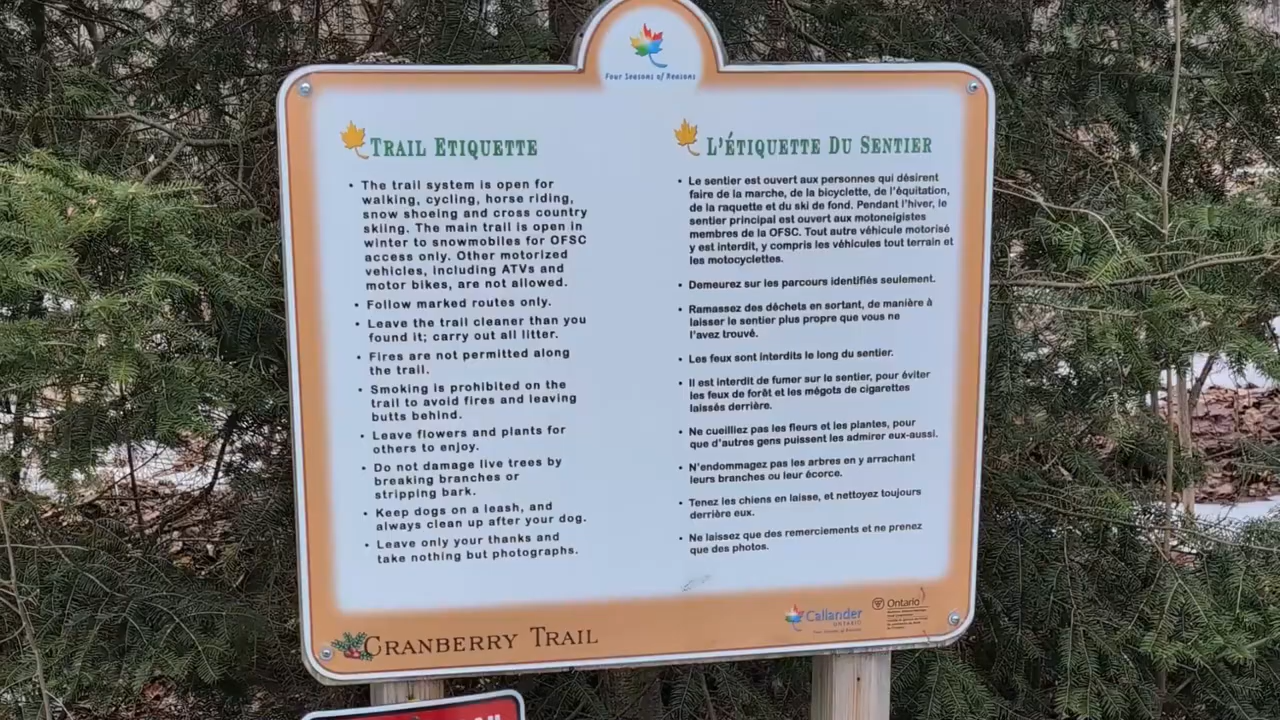 Four Seasons of Reasons
TRAIL ETIQUETTE
• The trail system is open for
walking, cycling, horse riding,
snow shoeing and cross country
skiing. The main trail is open in
winter to snowmobiles for OFSC
access only. Other motorized
vehicles, including ATVs and
motor bikes, are not allowed.
• Follow marked routes only.
• Leave the trail cleaner than you
found it; carry out all litter.
• Fires are not permitted along
the trail.
• Smoking is prohibited on the
trail to avoid fires and leaving
butts behind.
• Leave flowers and plants for
others to enjoy.
• Do not damage live trees by
breaking branches or
stripping bark.
• Keep dogs on a leash, and
always clean up after your dog.
• Leave only your thanks and
take nothing but photographs.
L'ÉTIQUETTE DU SENTIER
• Le sentier est ouvert aux personnes qui désirent
faire de la marche, de la bicyclette, de l'équitation,
de la raquette et du ski de fond. Pendant l'hiver, le
sentier principal est ouvert aux motoneigistes
membres de la OFSC. Tout autre véhicule motorisé
y est interdit, y compris les véhicules tout terrain et
les motocyclettes.
• Demeurez sur les parcours identifiés seulement.
• Ramassez des déchets en sortant, de manière à
laisser le sentier plus propre que vous ne
l'avez trouvé.
• Les feux sont interdits le long du sentier.
• Il est interdit de fumer sur le sentier, pour éviter
les feux de forêt et les mégots de cigarettes
laissés derrière.
• Ne cueilliez pas les fleurs et les plantes, pour
que d'autres gens puissent les admirer eux-aussi.
• N'endommagez pas les arbres en y arrachant
leurs branches ou leur écorce.
• Tenez les chiens en laisse, et nettoyez toujours
derrière eux.
• Ne laissez que des remerciements et ne prenez
que des photos.
CRANBERRY TRAIL
Callander
ONTARIO
Four Seasons of Reasons
Ontario